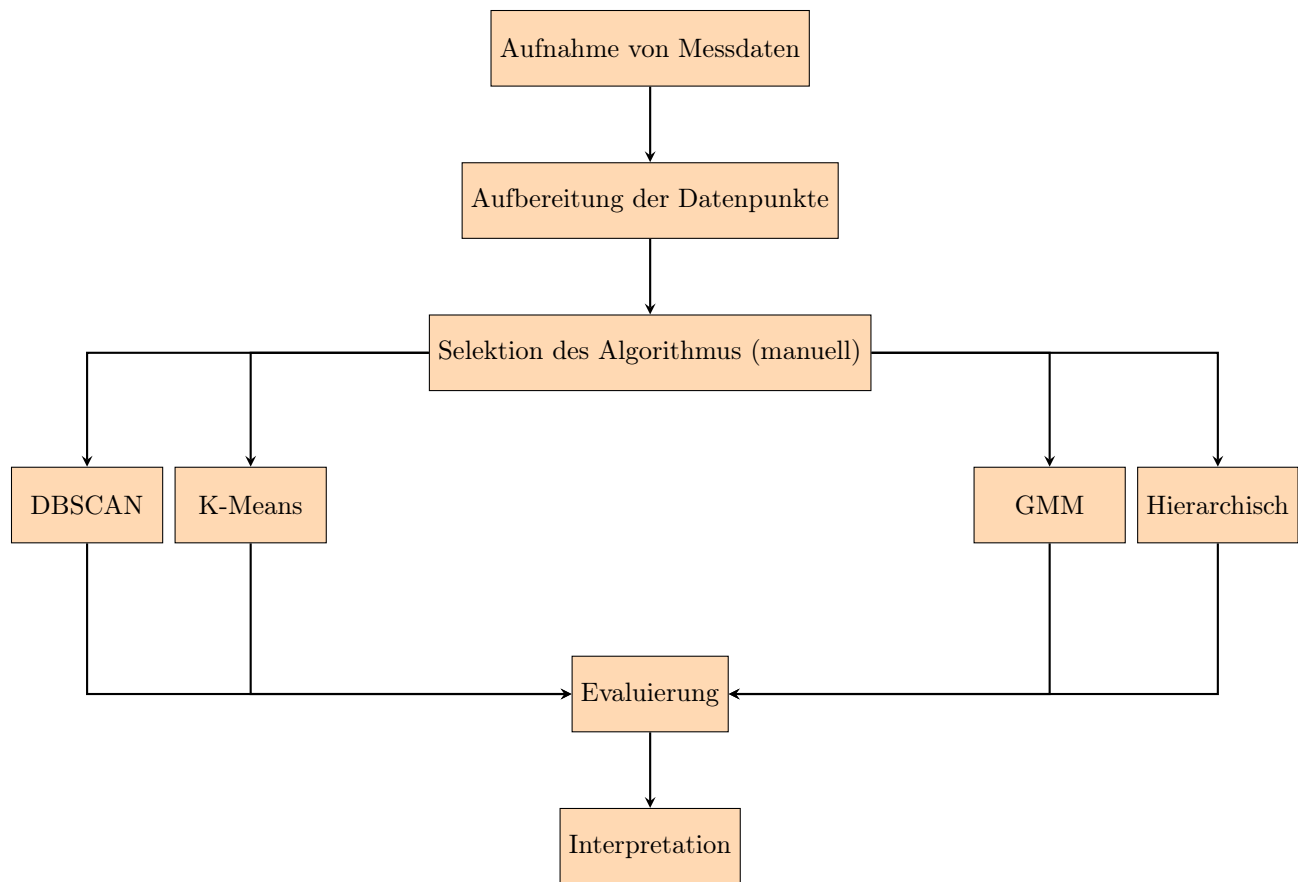 Aufnahme von Messdaten
Aufbereitung der Datenpunkte
Selektion des Algorithmus (manuell)
DBSCAN
K-Means
GMM
Hierarchisch
Evaluierung
Interpretation